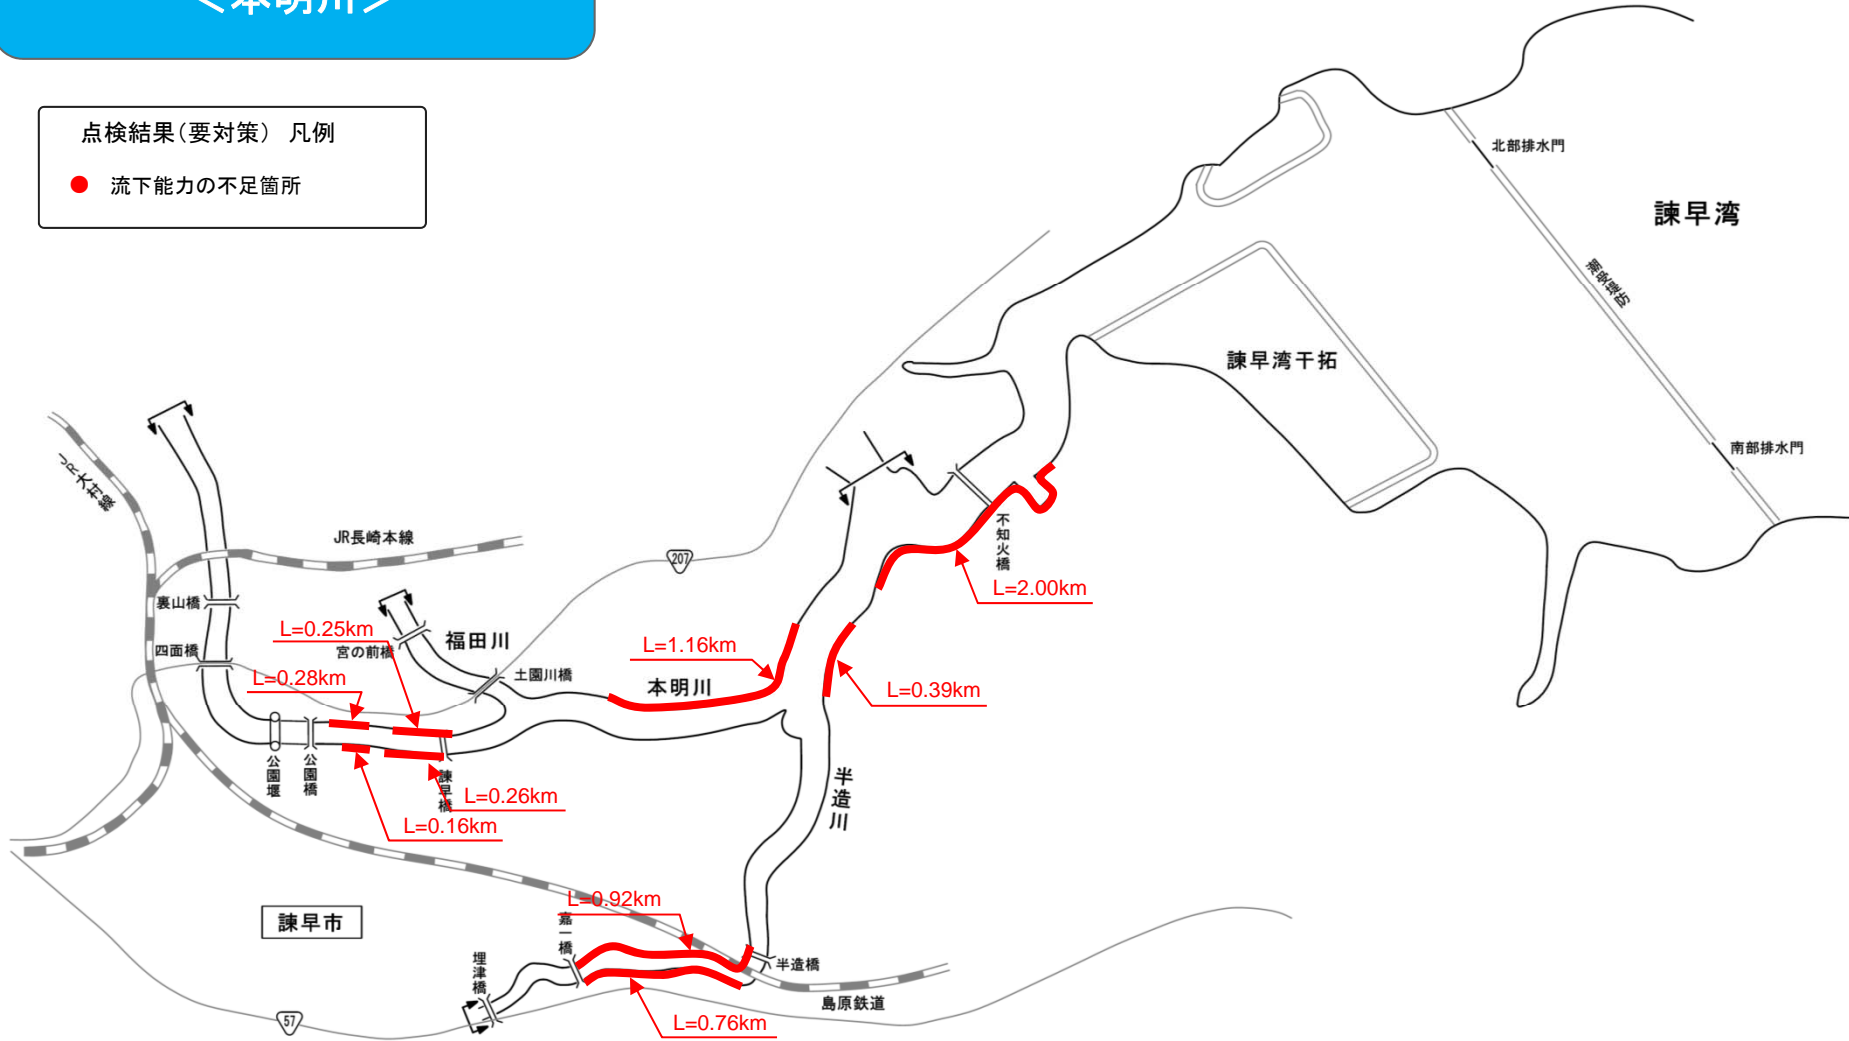 <本明川>
点検結果(要対策) 凡例
● 流下能力の不足箇所
北部排水門
諫早湾
潮受堤防
諫早湾干拓
南部排水門
JR大村線
JR長崎本線
207
不知火橋
L=2.00km
裏山橋
L=0.25km
福田川
宮の前橋
四面橋
L=1.16km
土園川橋
L=0.28km
本明川
L=0.39km
公園堰
公園橋
諫早橋
L=0.26km
半造川
L=0.16km
L=0.92km
諫早市
嘉一橋
埋津橋
半造橋
島原鉄道
57
L=0.76km